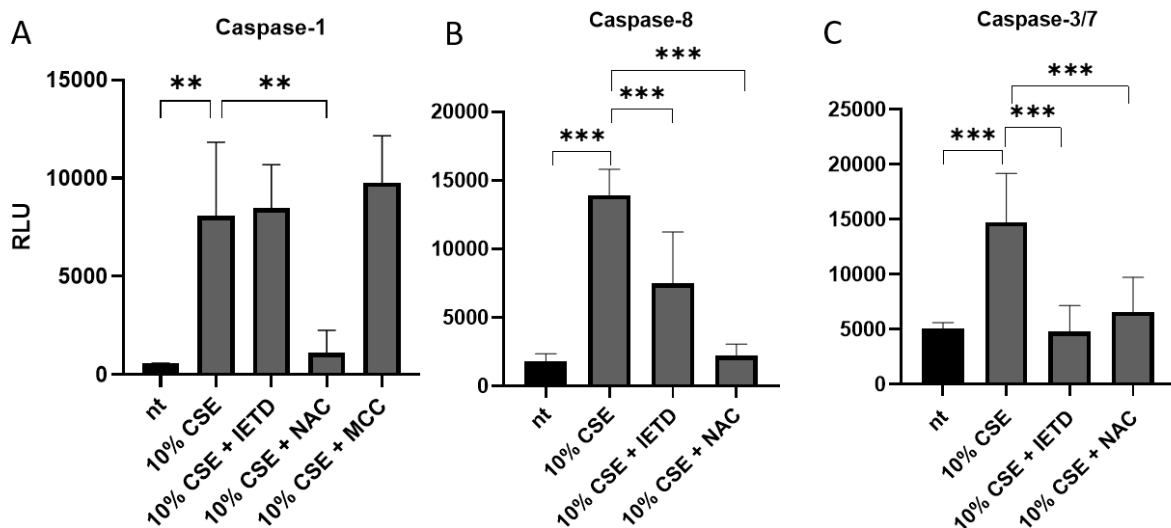 A
Caspase-1
RLU
15000
10000
5000
0
**
**
nt
10% CSE
10% CSE + IETD
10% CSE + NAC
10% CSE + MCC
B
Caspase-8
20000
15000
10000
5000
0
***
***
***
nt
10% CSE
10% CSE + IETD
10% CSE + NAC
C
Caspase-3/7
25000
20000
15000
10000
5000
0
***
***
***
nt
10% CSE
10% CSE + IETD
10% CSE + NAC